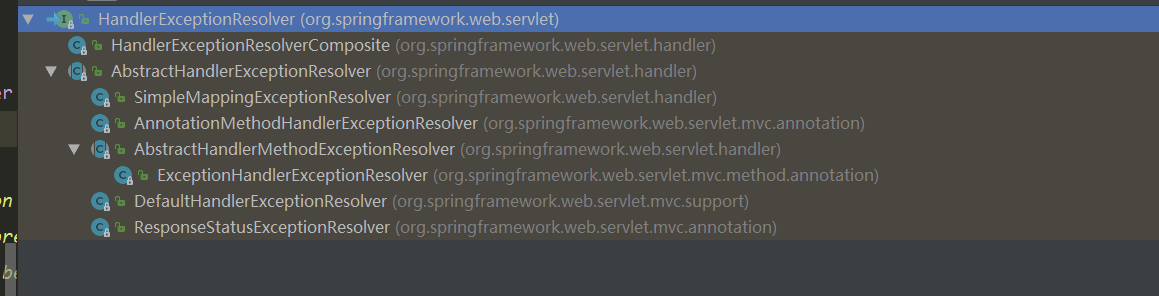 HandlerExceptionResolver (org.springframework.web.servlet)
HandlerExceptionResolverComposite (org.springframework.web.servlet.handler)
AbstractHandlerExceptionResolver (org.springframework.web.servlet.handler)
er
SimpleMappingExceptionResolver (org.springframework.web.servlet.handler)
AnnotationMethodHandlerExceptionResolver (org.springframework.web.servlet.mvc.annotation)
AbstractHandlerMethodExceptionResolver (org.springframework.web.servlet.handler)
ExceptionHandlerExceptionResolver (org.springframework.web.servlet.mvc.method.annotation)
on
DefaultHandlerExceptionResolver (org.springframework.web.servlet.mvc.support)
ResponseStatusExceptionResolver (org.springframework.web.servlet.mvc.annotation)
be